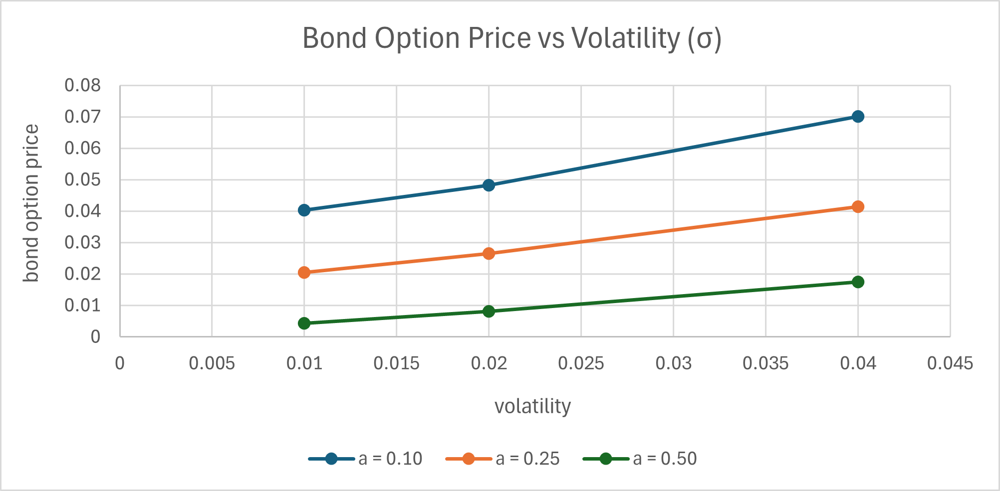 Bond Option Price vs Volatility (σ)
bond option price
0.08
0.07
0.06
0.05
0.04
0.03
0.02
0.01
0
0 0.005 0.01 0.015 0.02 0.025 0.03 0.035 0.04 0.045
volatility
a = 0.10 a = 0.25 a = 0.50